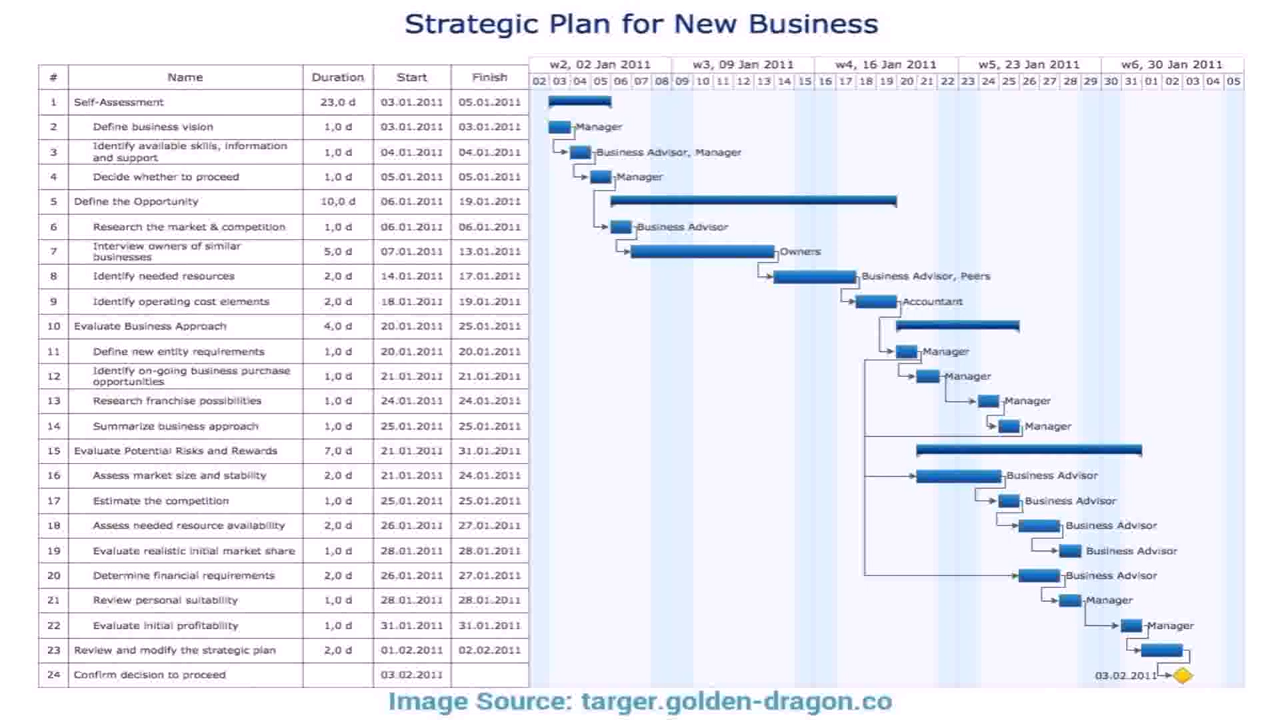 Strategic Plan for New Business
w2, 02 Jan 2011 w3, 09 Jan 2011 w4, 16 Jan 2011 w5, 23 Jan 2011 w6, 30 Jan 2011
# Name Duration Start Finish 02 03 04 05 06 07 08 09 10 11 12 13 14 15 16 17 18 19 20 21 22 23 24 25 26 27 28 29 30 31 01 02 03 04 05
1 Self-Assessment 23,0 d 03.01.2011 05.01.2011
2 Define business vision 1,0 d 03.01.2011 03.01.2011 Manager
3 Identify available skills, information
and support 1,0 d 04.01.2011 04.01.2011 Business Advisor, Manager
4 Decide whether to proceed 1,0 d 05.01.2011 05.01.2011 Manager
5 Define the Opportunity 10,0 d 06.01.2011 19.01.2011
6 Research the market & competition 1,0 d 06.01.2011 06.01.2011 Business Advisor
7 Interview owners of similar
businesses 5,0 d 07.01.2011 13.01.2011 Owners
8 Identify needed resources 2,0 d 14.01.2011 17.01.2011 Business Advisor, Peers
9 Identify operating cost elements 2,0 d 18.01.2011 19.01.2011 Accountant
10 Evaluate Business Approach 4,0 d 20.01.2011 25.01.2011
11 Define new entity requirements 1,0 d 20.01.2011 20.01.2011 Manager
12 Identify on-going business purchase
opportunities 1,0 d 21.01.2011 21.01.2011 Manager
13 Research franchise possibilities 1,0 d 24.01.2011 24.01.2011 Manager
14 Summarize business approach 1,0 d 25.01.2011 25.01.2011 Manager
15 Evaluate Potential Risks and Rewards 7,0 d 21.01.2011 31.01.2011
16 Assess market size and stability 2,0 d 21.01.2011 24.01.2011 Business Advisor
17 Estimate the competition 1,0 d 25.01.2011 25.01.2011 Business Advisor
18 Assess needed resource availability 2,0 d 26.01.2011 27.01.2011 Business Advisor
19 Evaluate realistic initial market share 1,0 d 28.01.2011 28.01.2011 Business Advisor
20 Determine financial requirements 2,0 d 26.01.2011 27.01.2011 Business Advisor
21 Review personal suitability 1,0 d 28.01.2011 28.01.2011 Manager
22 Evaluate initial profitability 1,0 d 31.01.2011 31.01.2011 Manager
23 Review and modify the strategic plan 2,0 d 01.02.2011 02.02.2011
24 Confirm decision to proceed 03.02.2011 03.02.2011
Image Source: targer.golden-dragon.co